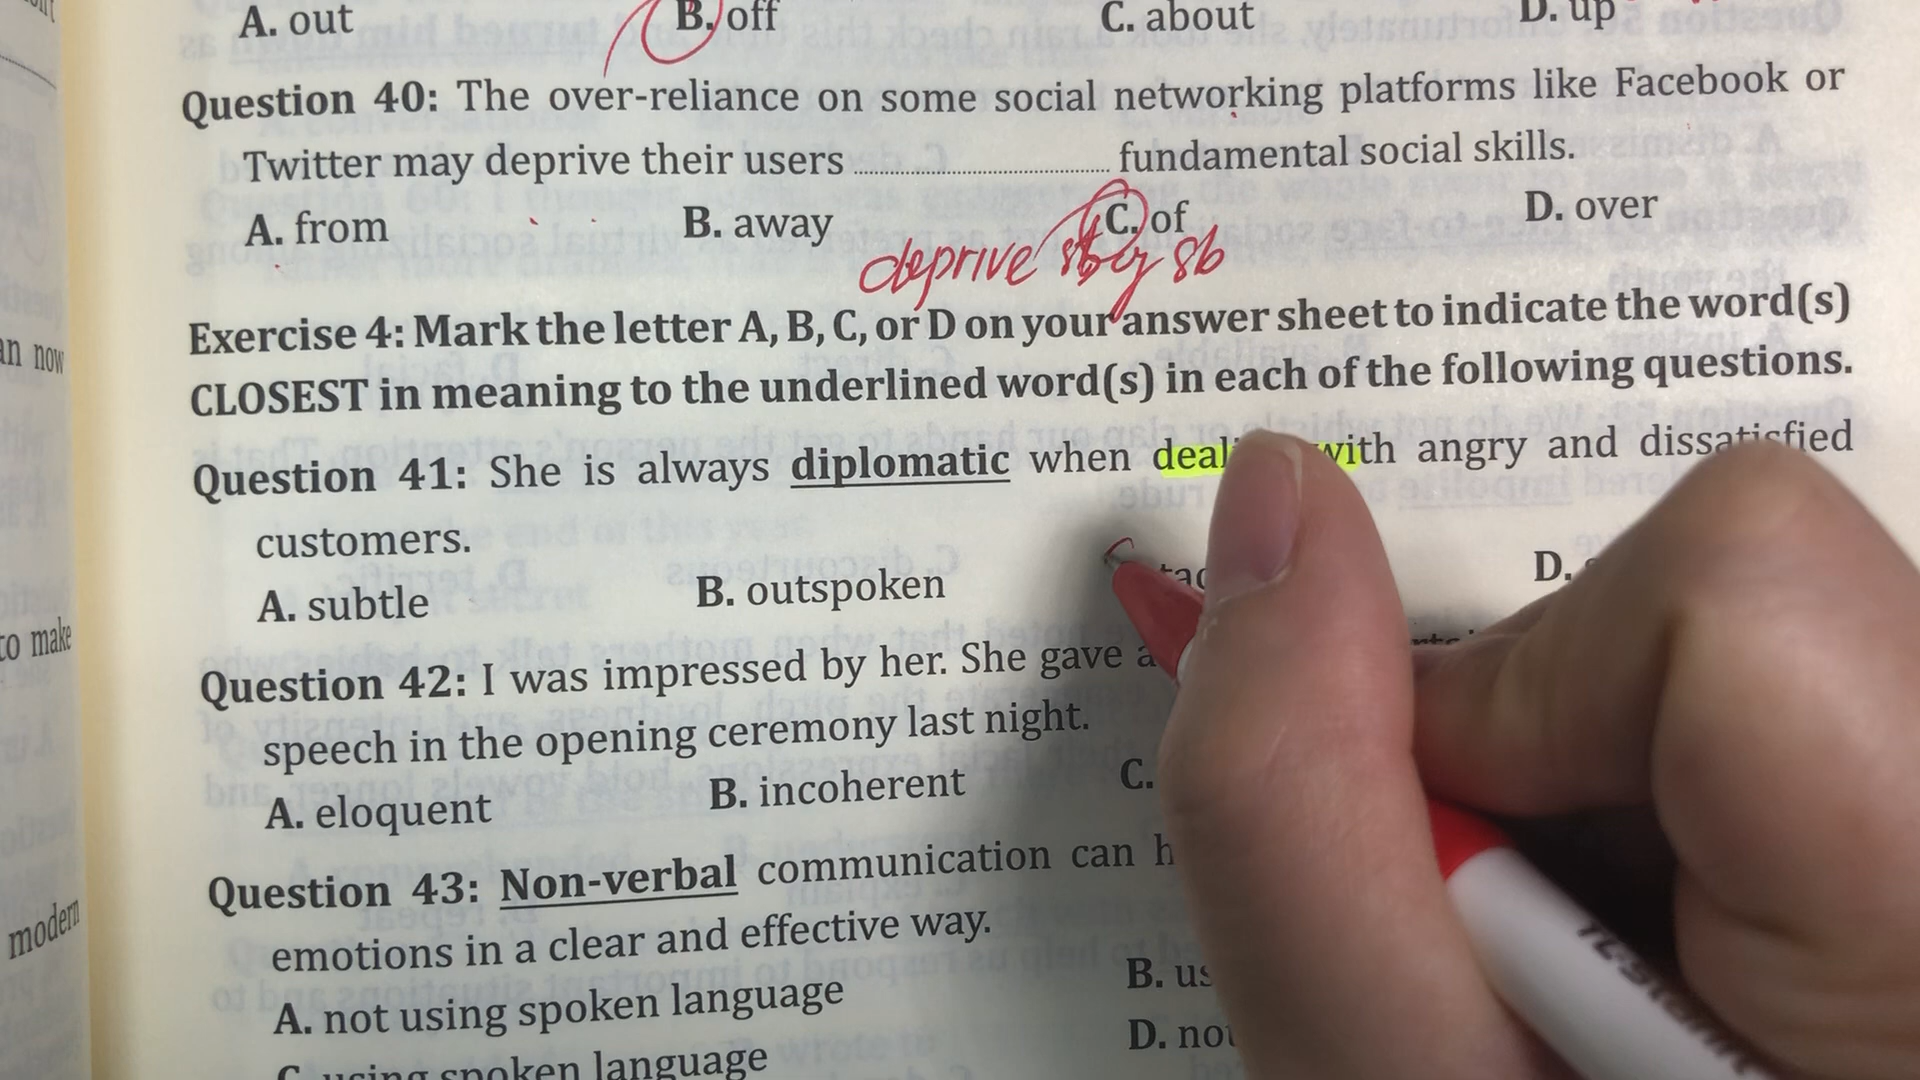 A. out B. off C. about D. up
Question 40: The over-reliance on some social networking platforms like Facebook or
Twitter may deprive their users ........................ fundamental social skills.
A. from B. away C. of D. over
deprive sb of sb
Exercise 4: Mark the letter A, B, C, or D on your answer sheet to indicate the word(s)
CLOSEST in meaning to the underlined word(s) in each of the following questions.
Question 41: She is always diplomatic when with angry and dissatisfied
customers.
A. subtle B. outspoken D.
Question 42: I was impressed by her. She gave a
speech in the opening ceremony last night.
A. eloquent B. incoherent C.
Question 43: Non-verbal communication can
emotions in a clear and effective way.
A. not using spoken language B.
C. using spoken language D.
now
to make
modern